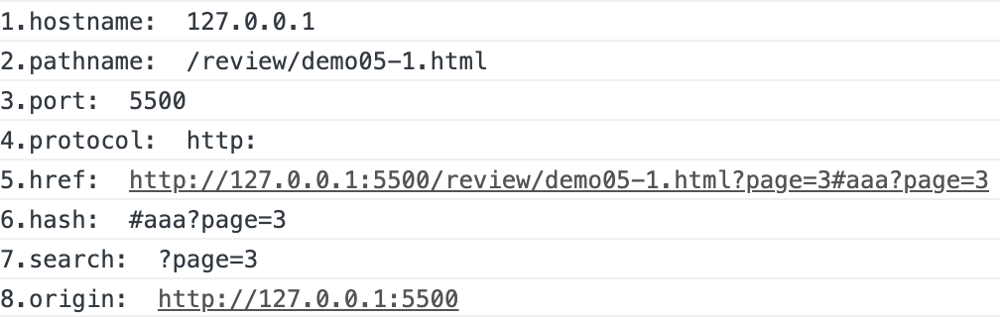 1.hostname:  127.0.0.1
2.pathname:  /review/demo05-1.html
3.port:  5500
4.protocol:  http:
5.href:  http://127.0.0.1:5500/review/demo05-1.html?page=3#aaa?page=3
6.hash:  #aaa?page=3
7.search:  ?page=3
8.origin:  http://127.0.0.1:5500